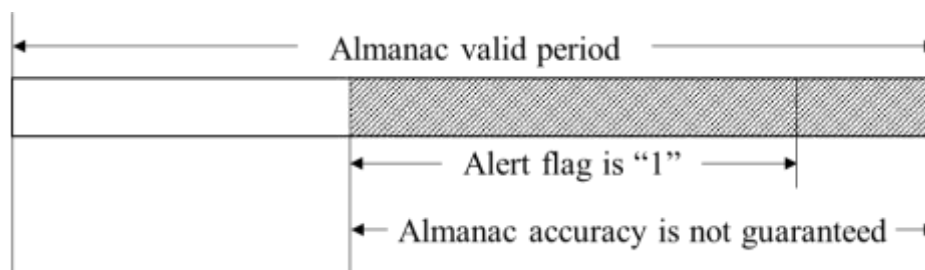 Almanac valid period
Alert flag is “1”
Almanac accuracy is not guaranteed